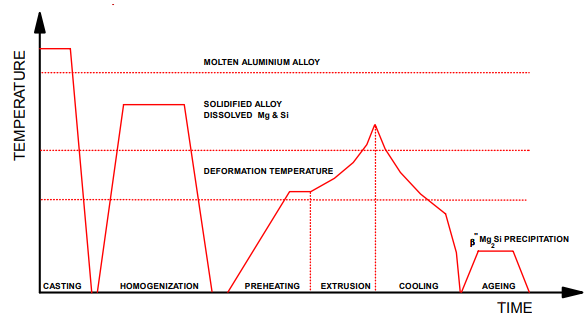 MOLTEN ALUMINIUM ALLOY
SOLIDIFIED ALLOY
DISSOLVED Mg & Si
DEFORMATION TEMPERATURE
β"Mg2Si PRECIPITATION
TEMPERATURE
CASTING HOMOGENIZATION PREHEATING EXTRUSION COOLING AGEING
TIME